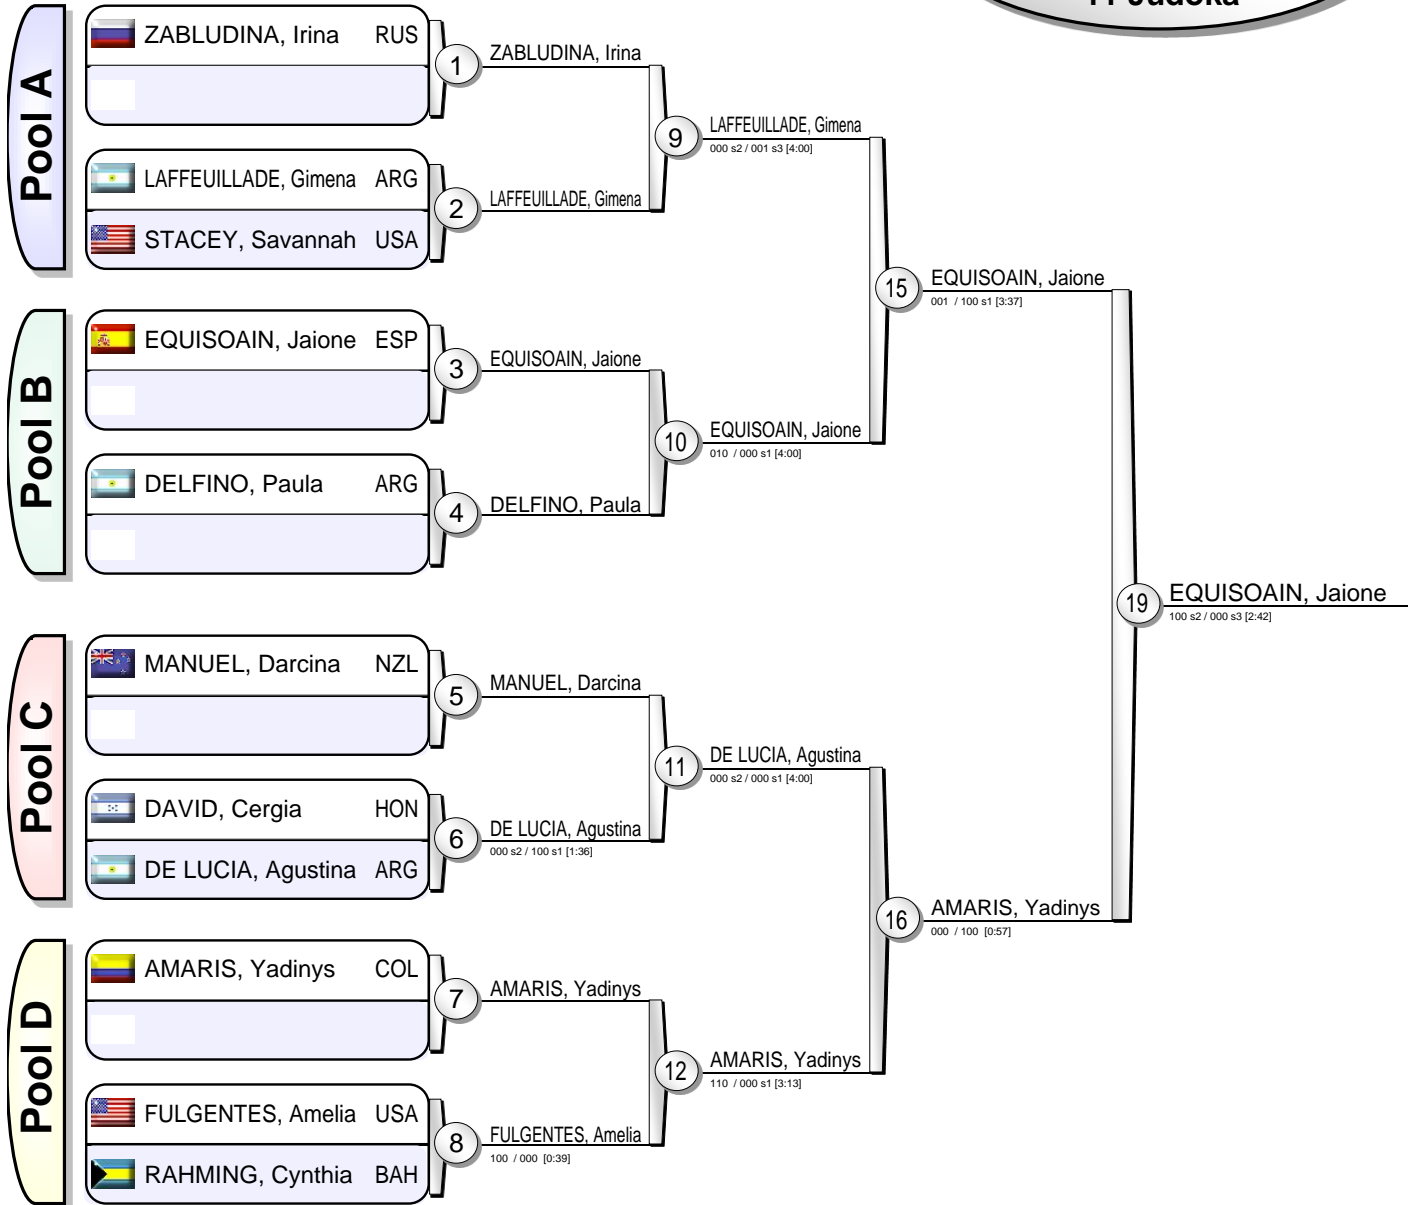 11 Judoka
Pool A
ZABLUDINA, Irina RUS
LAFFEUILLADE, Gimena ARG
STACEY, Savannah USA
Pool B
EQUISOAIN, Jaione ESP
DELFINO, Paula ARG
Pool C
MANUEL, Darcina NZL
DAVID, Cergia HON
DE LUCIA, Agustina ARG
Pool D
AMARIS, Yadinys COL
FULGENTES, Amelia USA
RAHMING, Cynthia BAH
1
ZABLUDINA, Irina
2
LAFFEUILLADE, Gimena
3
EQUISOAIN, Jaione
4
DELFINO, Paula
5
MANUEL, Darcina
6
DE LUCIA, Agustina
000 s2 / 100 s1 [1:36]
7
AMARIS, Yadinys
8
FULGENTES, Amelia
100 / 000 [0:39]
9
LAFFEUILLADE, Gimena
000 s2 / 001 s3 [4:00]
10
EQUISOAIN, Jaione
010 / 000 s1 [4:00]
11
DE LUCIA, Agustina
000 s2 / 000 s1 [4:00]
12
AMARIS, Yadinys
110 / 000 s1 [3:13]
15
EQUISOAIN, Jaione
001 / 100 s1 [3:37]
16
AMARIS, Yadinys
000 / 100 [0:57]
19
EQUISOAIN, Jaione
100 s2 / 000 s3 [2:42]